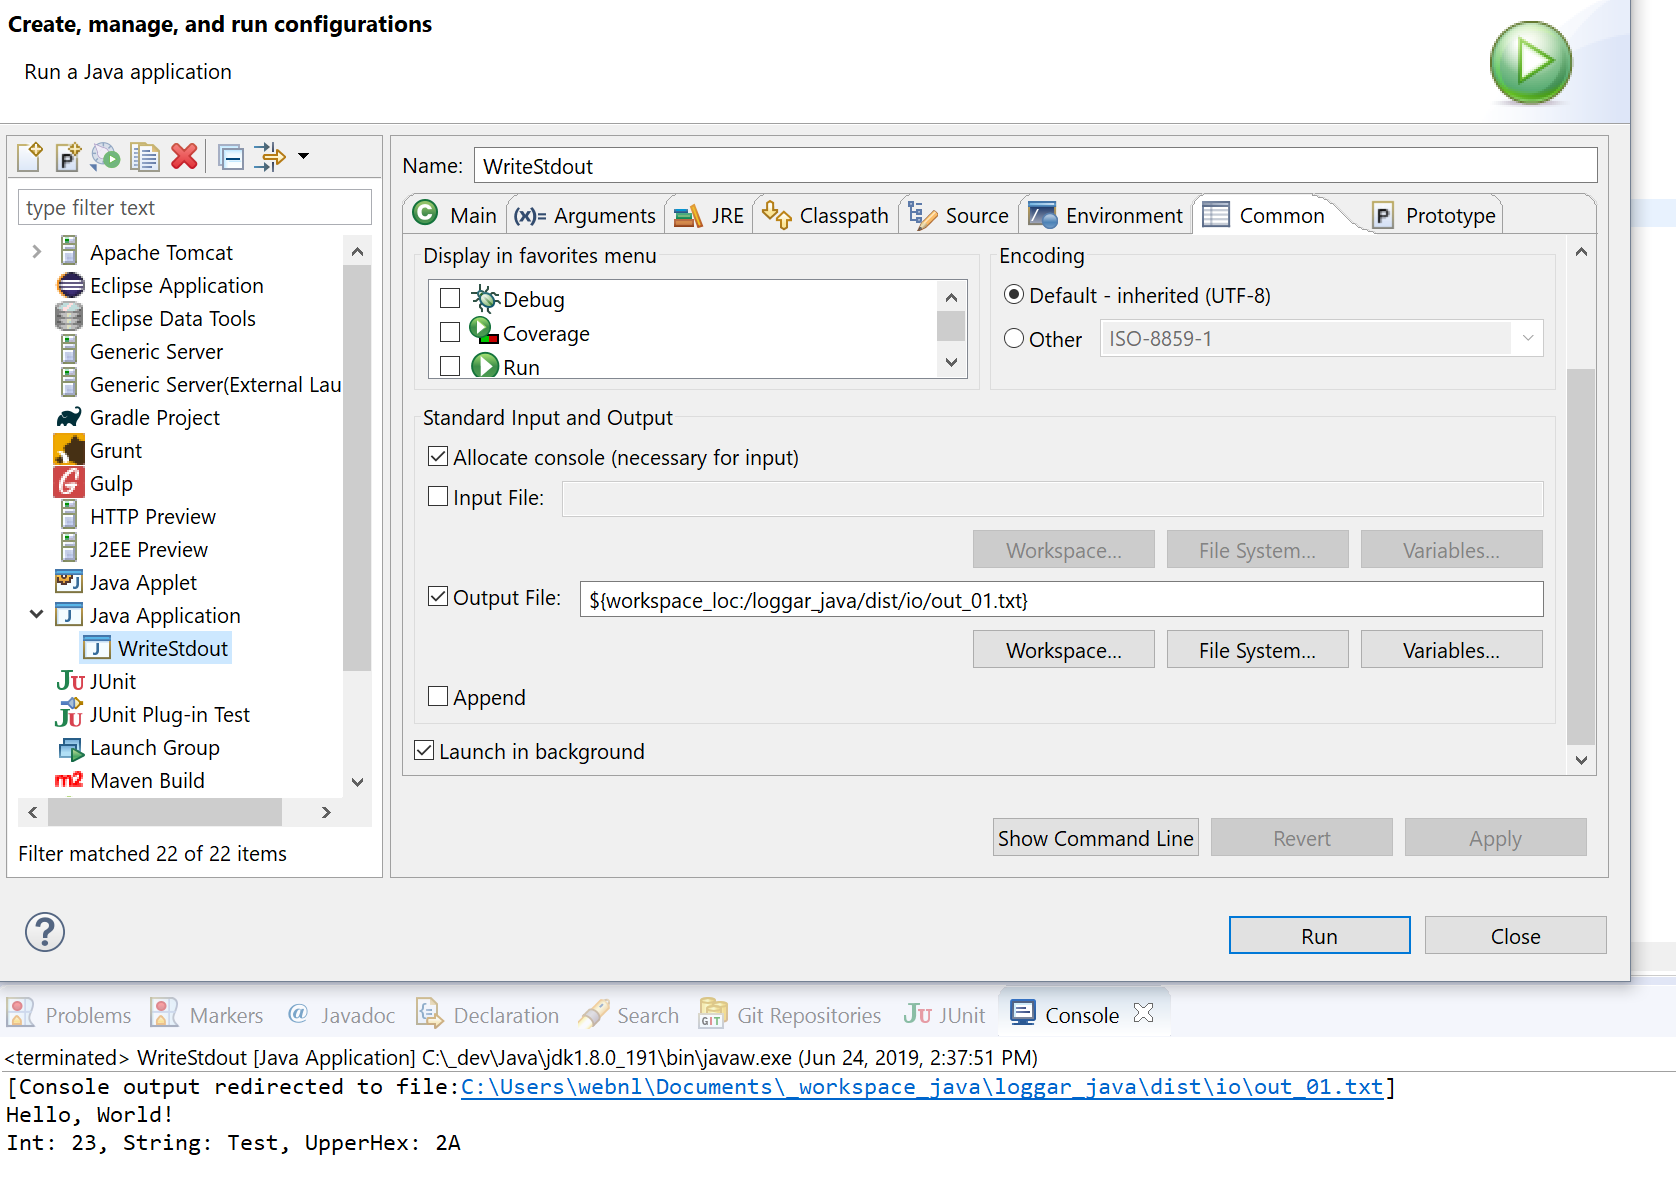 Create, manage, and run configurations
Run a Java application
type filter text
Apache Tomcat
Eclipse Application
Eclipse Data Tools
Generic Server
Generic Server(External Lau
Gradle Project
Grunt
Gulp
HTTP Preview
J2EE Preview
Java Applet
Java Application
WriteStdout
JUnit
JUnit Plug-in Test
Launch Group
Maven Build
Filter matched 22 of 22 items
Name: WriteStdout
Main (x)= Arguments JRE Classpath Source Environment Common Prototype
Display in favorites menu
Debug
Coverage
Run
Encoding
Default - inherited (UTF-8)
Other ISO-8859-1
Standard Input and Output
Allocate console (necessary for input)
Input File:
Workspace... File System... Variables...
Output File: ${workspace_loc:/loggar_java/dist/io/out_01.txt}
Workspace... File System... Variables...
Append
Launch in background
Show Command Line Revert Apply
Run Close
Problems Markers @ Javadoc Declaration Search Git Repositories JUnit Console
<terminated> WriteStdout [Java Application] C:\_dev\Java\jdk1.8.0_191\bin\javaw.exe (Jun 24, 2019, 2:37:51 PM)
[Console output redirected to file:C:\Users\webnl\Documents\_workspace_java\loggar_java\dist\io\out_01.txt]
Hello, World!
Int: 23, String: Test, UpperHex: 2A